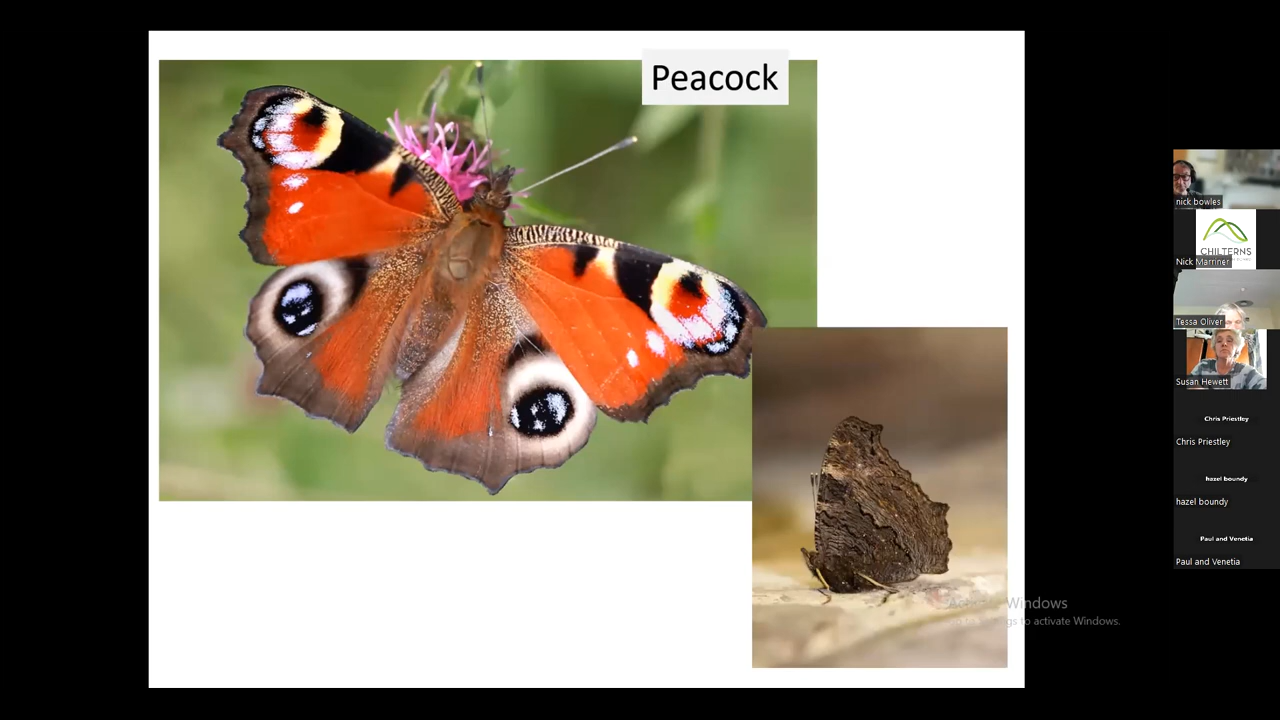 Peacock
nick bowles
CHILTERNS
Nick Marriner
Tessa Oliver
Susan Hewett
Chris Priestley
Chris Priestley
hazel boundy
hazel boundy
Paul and Venetia
Paul and Venetia
Windows
to activate Windows.